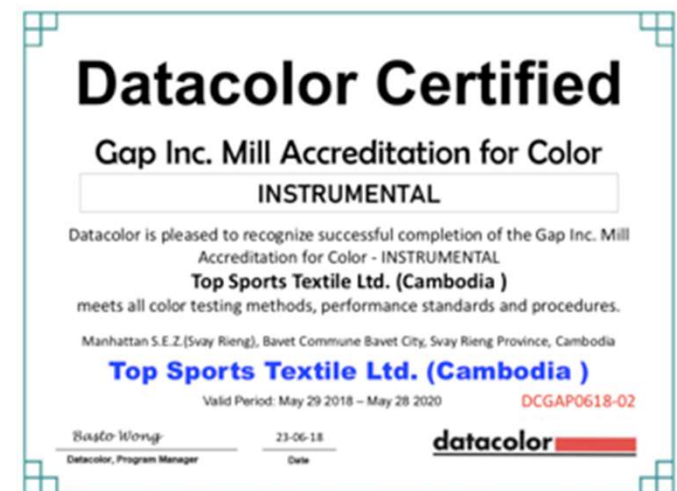 Datacolor Certified
Gap Inc. Mill Accreditation for Color
INSTRUMENTAL
Datacolor is pleased to recognize successful completion of the Gap Inc. Mill
Accreditation for Color - INSTRUMENTAL
Top Sports Textile Ltd. (Cambodia )
meets all color testing methods, performance standards and procedures.
Manhattan S.E.Z.(Svay Rieng), Bavet Commune Bavet City, Svay Rieng Province, Cambodia
Top Sports Textile Ltd. (Cambodia )
Valid Period: May 29 2018 – May 28 2020
DCGAP0618-02
Basto Wong
23-06-18
datacolor
Datacolor, Program Manager
Date